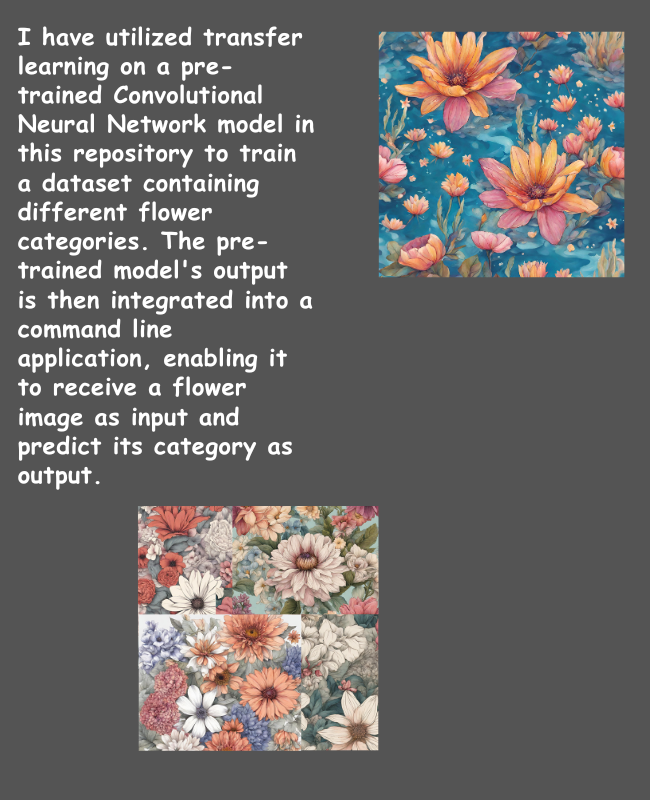 I have utilized transfer
learning on a pre-
trained Convolutional
Neural Network model in
this repository to train
a dataset containing
different flower
categories. The pre-
trained model's output
is then integrated into a
command line
application, enabling it
to receive a flower
image as input and
predict its category as
output.